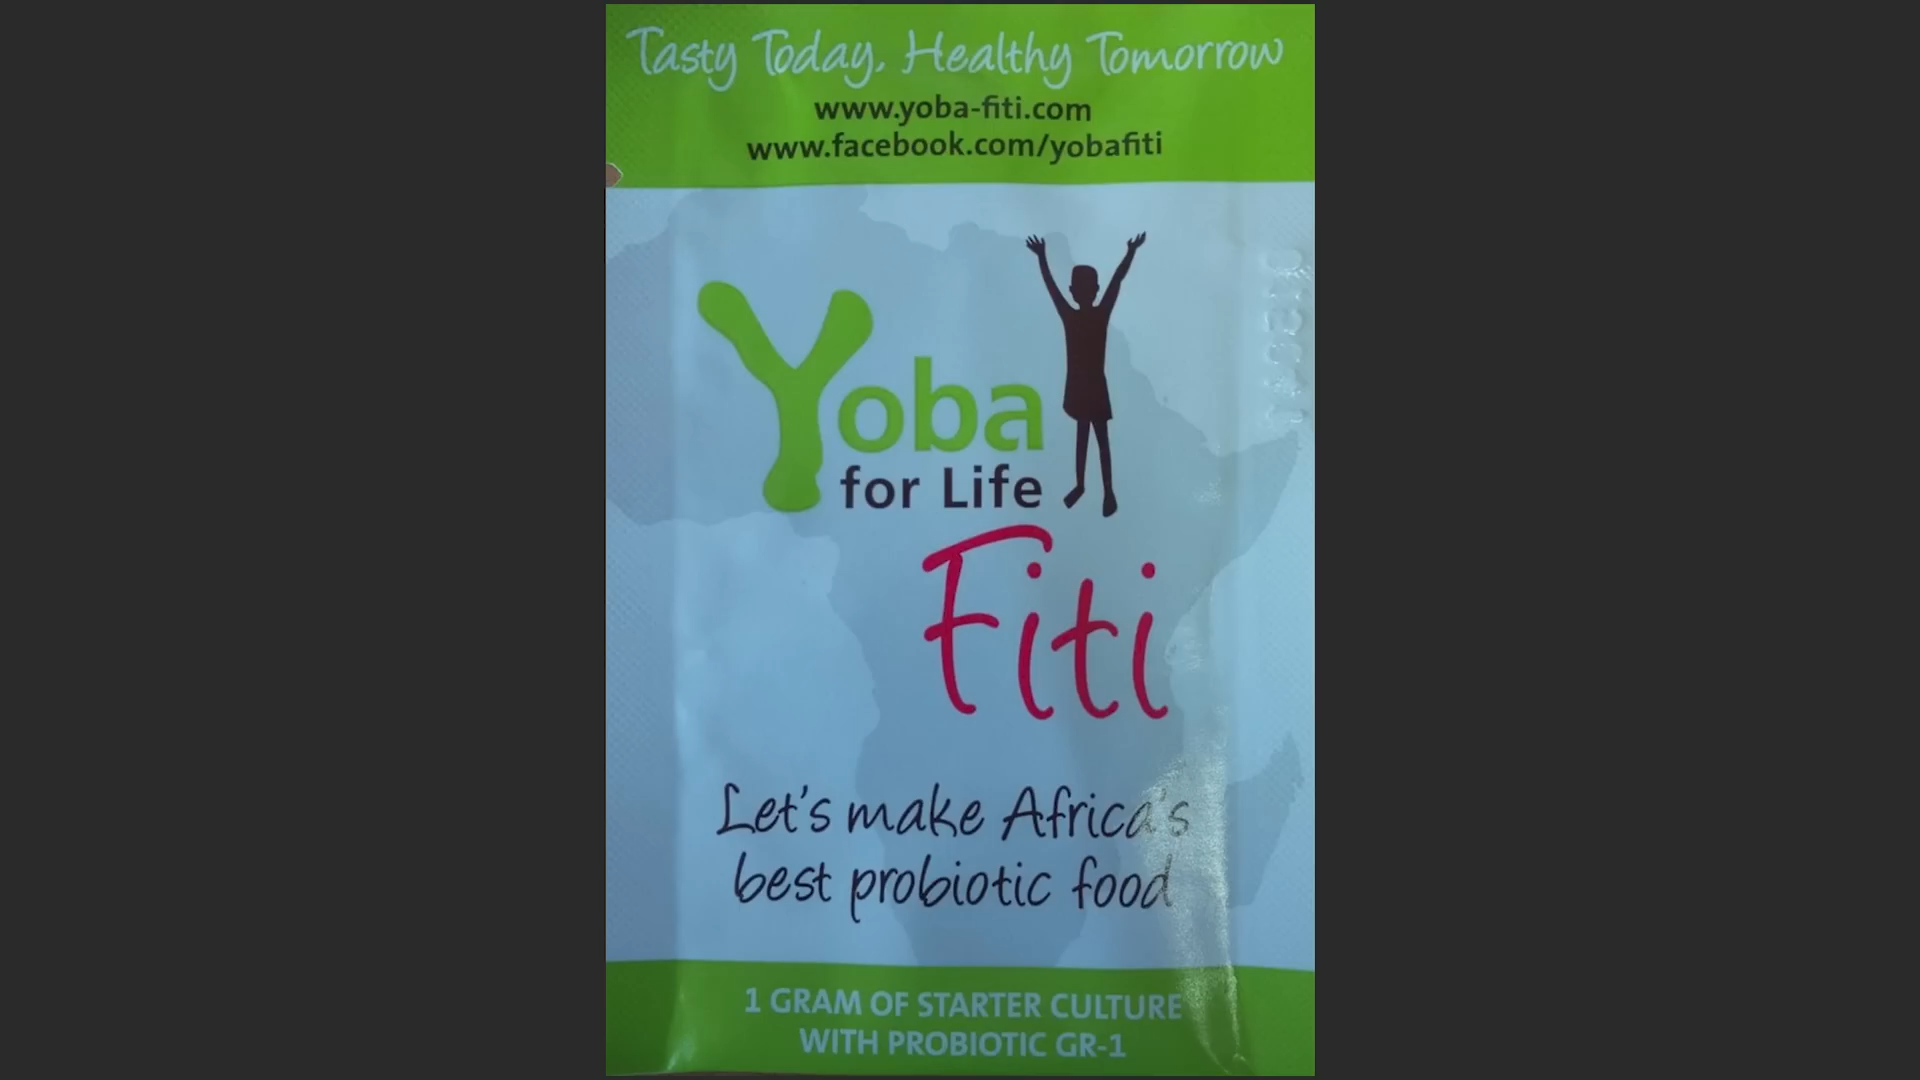 Tasty Today, Healthy Tomorrow
www.yoba-fiti.com
www.facebook.com/yobafiti
Yoba
for Life
Fiti
Let's make Africa's
best probiotic food
1 GRAM OF STARTER CULTURE
WITH PROBIOTIC GR-1